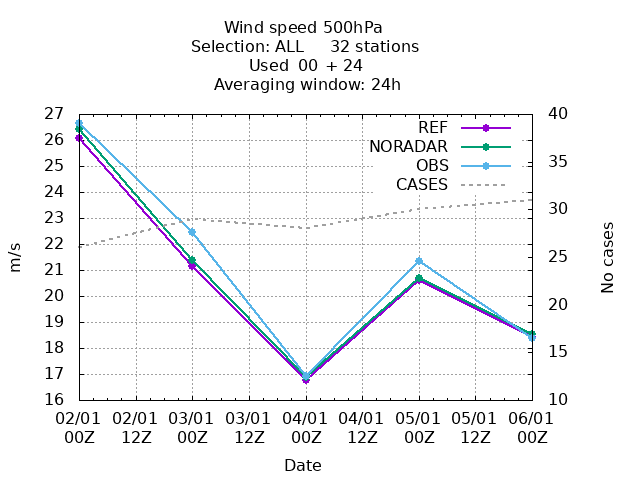 Wind speed 500hPa
Selection: ALL 32 stations
Used 00 + 24
Averaging window: 24h
27 40
REF
26
NORADAR
25 35
OBS
24
CASES
23 30
22
21 25
20
19 20
18
17 15
16 10
m/s
No cases
02/01 02/01 03/01 03/01 04/01 04/01 05/01 05/01 06/01
00Z 12Z 00Z 12Z 00Z 12Z 00Z 12Z 00Z
Date